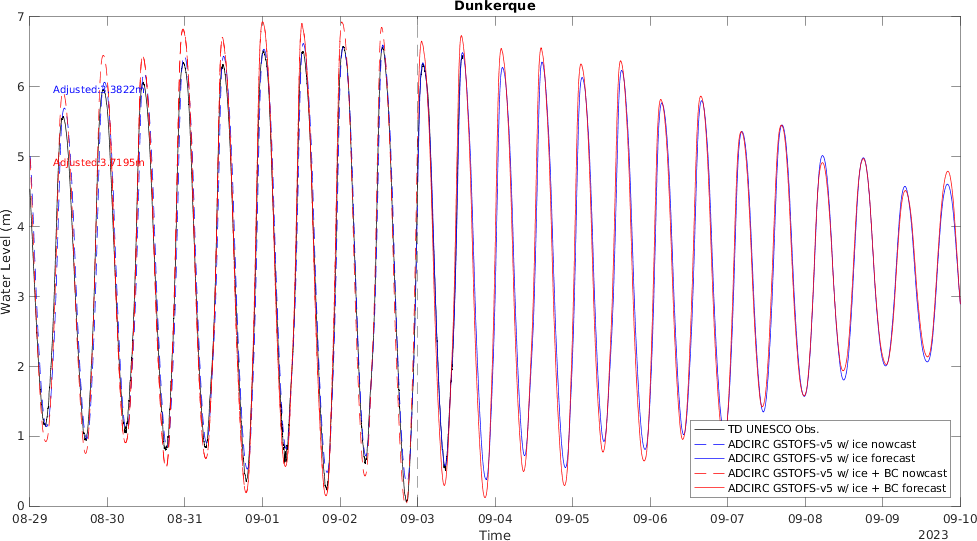 Dunkerque
7
6
5
4
3
2
1
0
Water Level (m)
Adjusted:3.3822m
Adjusted:3.7195m
TD UNESCO Obs.
ADCIRC GSTOFS-v5 w/ ice nowcast
ADCIRC GSTOFS-v5 w/ ice forecast
ADCIRC GSTOFS-v5 w/ ice + BC nowcast
ADCIRC GSTOFS-v5 w/ ice + BC forecast
08-29 08-30 08-31 09-01 09-02 09-03 09-04 09-05 09-06 09-07 09-08 09-09 09-10
Time
2023